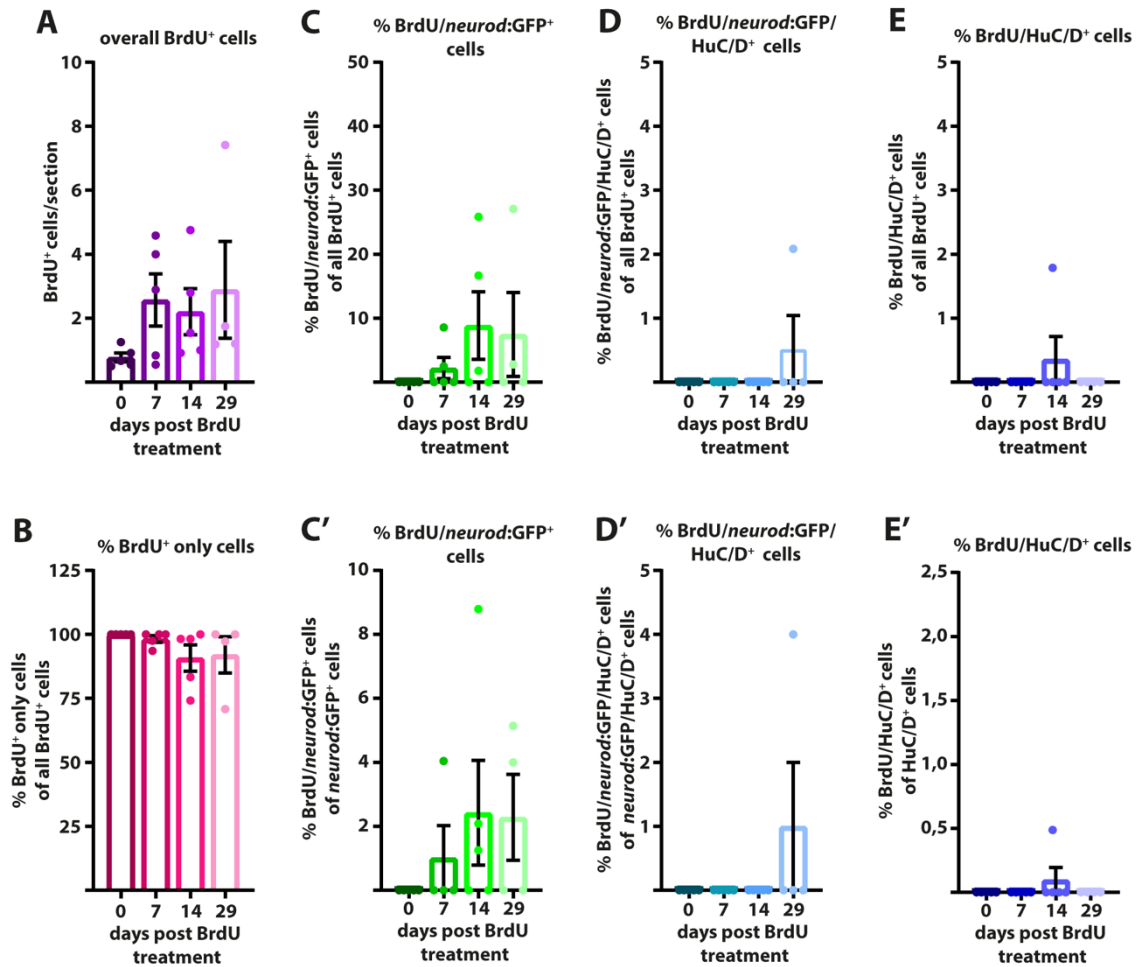 A
overall BrdU⁺ cells
BrdU⁺ cells/section
10
8
6
4
2
0 7 14 29
days post BrdU
treatment
C
% BrdU/neurod:GFP⁺
cells
% BrdU/neurod:GFP⁺ cells
of all BrdU⁺ cells
50
40
30
20
10
0 7 14 29
days post BrdU
treatment
D
% BrdU/neurod:GFP/
HuC/D⁺ cells
% BrdU/neurod:GFP/HuC/D⁺ cells
of all BrdU⁺ cells
5
4
3
2
1
0 7 14 29
days post BrdU
treatment
E
% BrdU/HuC/D⁺ cells
% BrdU/HuC/D⁺ cells
of all BrdU⁺ cells
5
4
3
2
1
0 7 14 29
days post BrdU
treatment
B
% BrdU⁺ only cells
% BrdU⁺ only cells
of all BrdU⁺ cells
125
100
75
50
25
0 7 14 29
days post BrdU
treatment
C'
% BrdU/neurod:GFP⁺
cells
% BrdU/neurod:GFP⁺ cells
of neurod:GFP⁺ cells
10
8
6
4
2
0 7 14 29
days post BrdU
treatment
D'
% BrdU/neurod:GFP/
HuC/D⁺ cells
% BrdU/neurod:GFP/HuC/D⁺ cells
of neurod:GFP/HuC/D⁺ cells
5
4
3
2
1
0 7 14 29
days post BrdU
treatment
E'
% BrdU/HuC/D⁺ cells
% BrdU/HuC/D⁺ cells
of HuC/D⁺ cells
2,5
2,0
1,5
1,0
0,5
0 7 14 29
days post BrdU
treatment